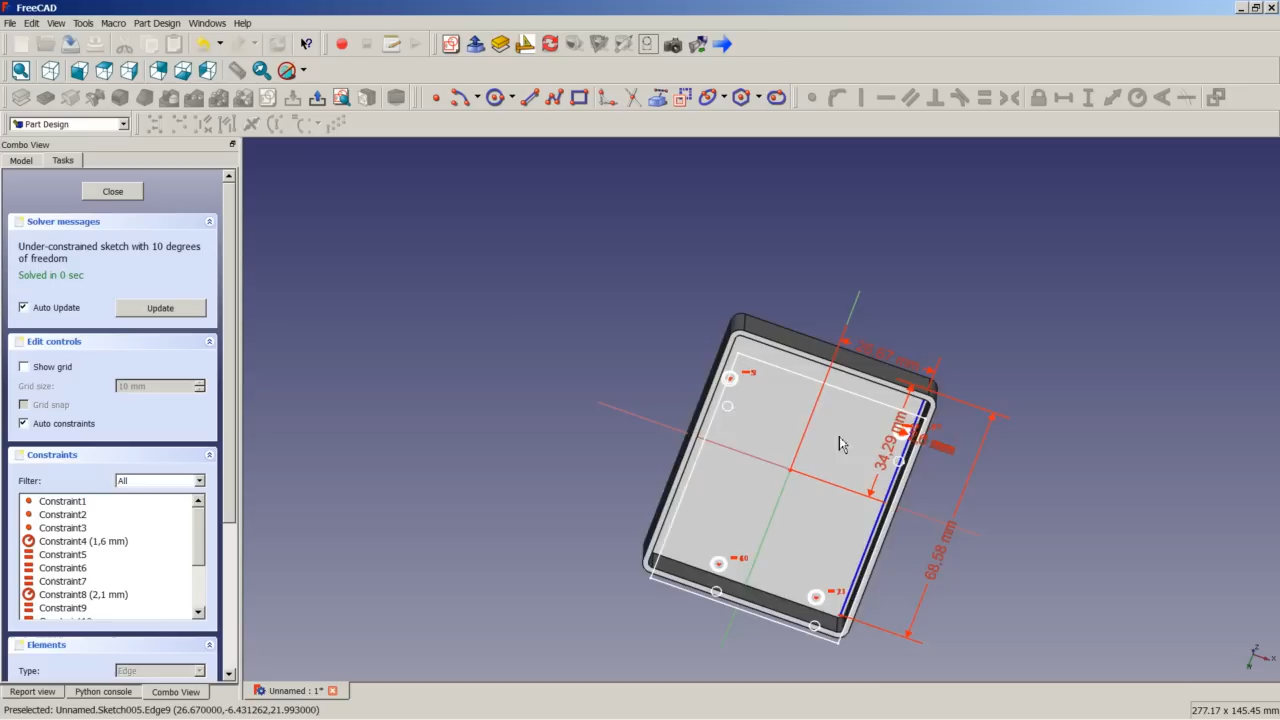 FreeCAD
File Edit View Tools Macro Part Design Windows Help
Part Design
Combo View
Model Tasks
Close
Solver messages
Under-constrained sketch with 10 degrees
of freedom
Solved in 0 sec
Auto Update Update
Edit controls
Show grid
Grid size: 10 mm
Grid snap
Auto constraints
Constraints
Filter: All
Constraint1
Constraint2
Constraint3
Constraint4 (1,6 mm)
Constraint5
Constraint6
Constraint7
Constraint8 (2,1 mm)
Constraint9
Elements
Type: Edge
34,29 mm
68,58 mm
Report view Python console Combo View
Unnamed : 1*
Preselected: Unnamed.Sketch005.Edge9 (26.670000,-6.431262,21.993000)
277.17 x 145.45 mm